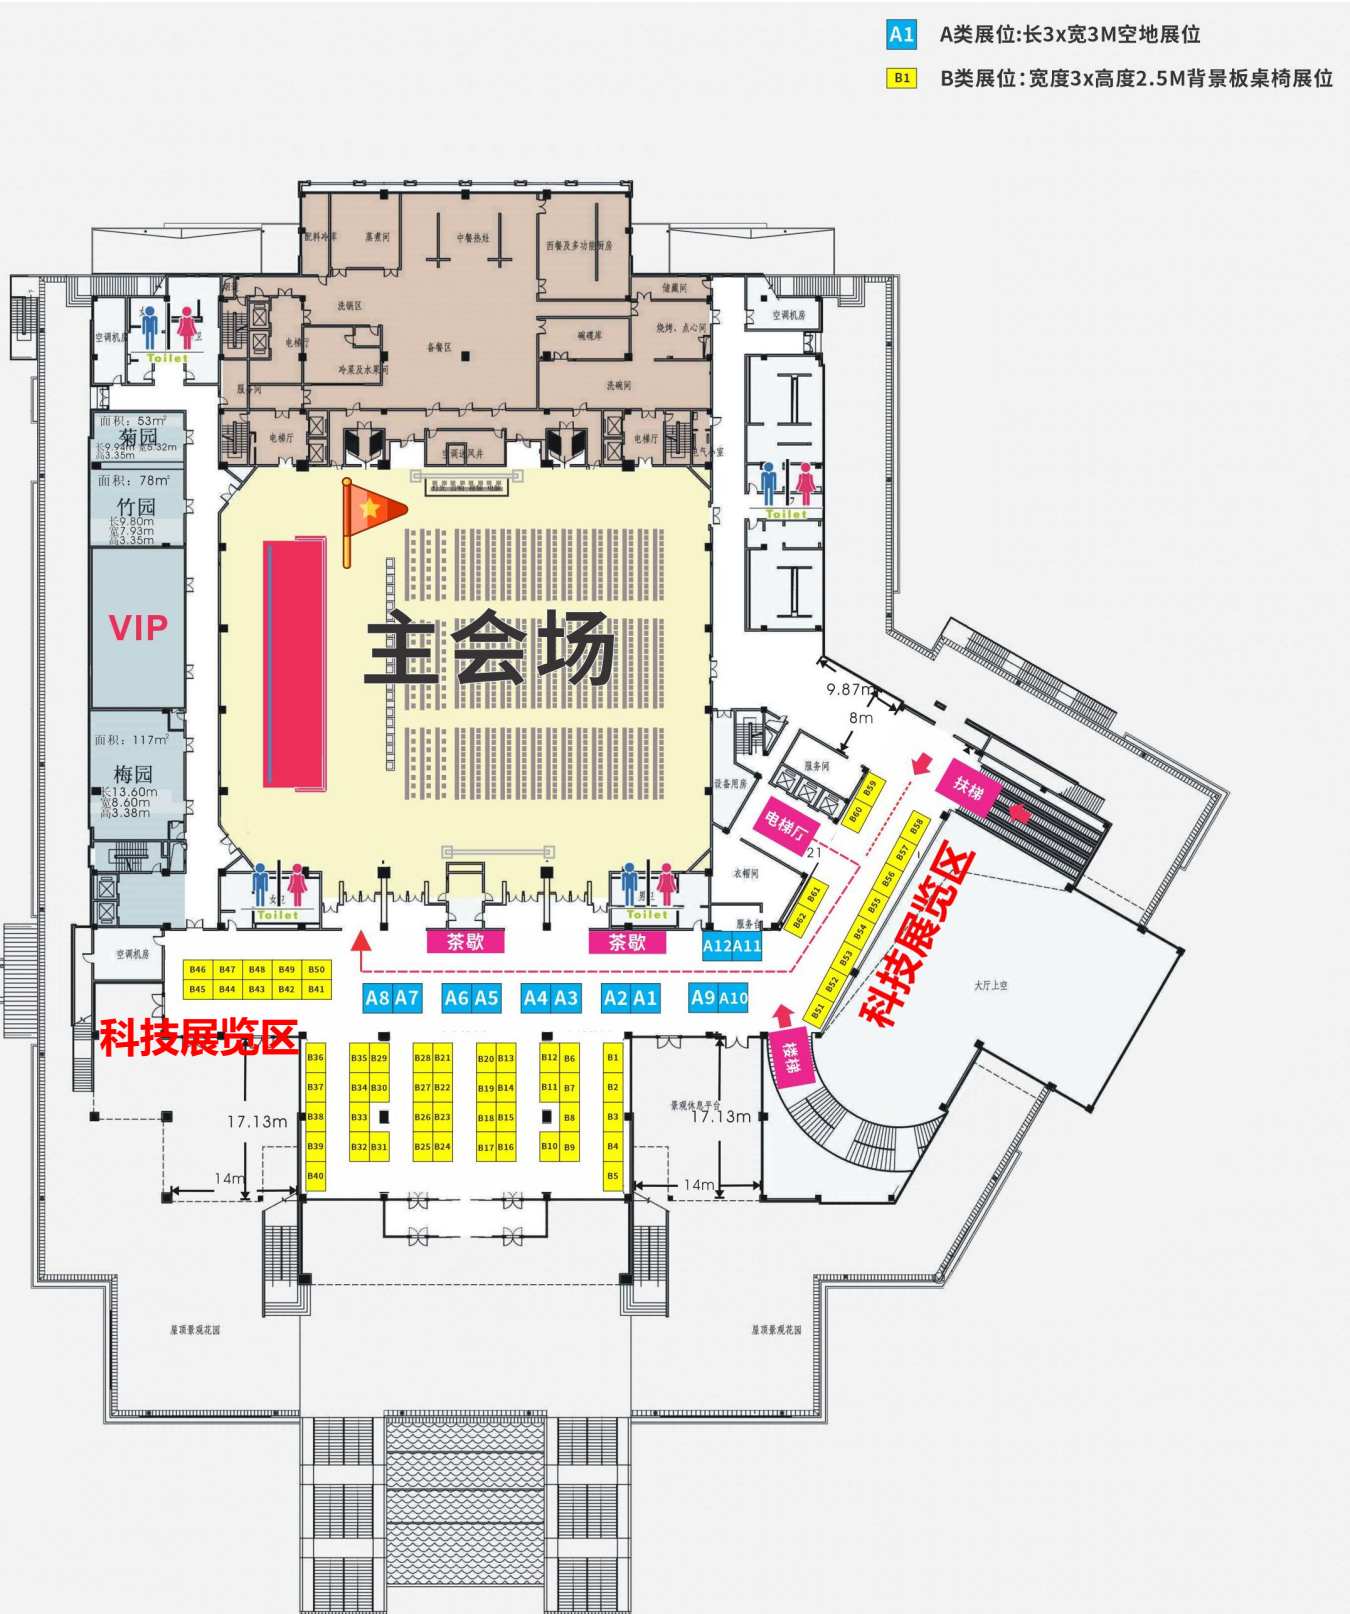 A1 A类展位:长3x宽3M空地展位
B1 B类展位:宽度3x高度2.5M背景板桌椅展位
配料冷库
蒸煮间
中餐热灶
西餐及多功能厨房
储藏间
洗锅区
烧烤、点心间
碗碟库
备餐区
冷菜及水果间
洗碗间
电梯厅
服务间
空调机房
空调机房
Toilet
电梯厅
空调送风井
电梯厅
面积：53m²
菊园
长9.94m 宽5.32m
高3.35m
面积：78m²
竹园
长9.80m
宽7.93m
高3.35m
VIP
面积：117m²
梅园
长13.60m
宽8.60m
高3.38m
主会场
Toilet
9.87m
8m
服务间
设备用房
扶梯
电梯厅
21
衣帽间
服务台
女卫
Toilet
男卫
Toilet
空调机房
茶歇
茶歇
A12 A11
A8 A7
A6 A5
A4 A3
A2 A1
A9 A10
B59
B60
B61
B62
B58
B57
B56
B55
B54
B53
B52
B51
科技展览区
大厅上空
楼梯
B46 B47 B48 B49 B50
B45 B44 B43 B42 B41
科技展览区
B36 B35 B29 B28 B21 B20 B13 B12 B6 B1
B37 B34 B30 B27 B22 B19 B14 B11 B7 B2
B38 B33 B26 B23 B18 B15 B8 B3
B39 B32 B31 B25 B24 B17 B16 B10 B9 B4
B40 B5
17.13m
14m
景观休息平台
17.13m
14m
屋顶景观花园
屋顶景观花园